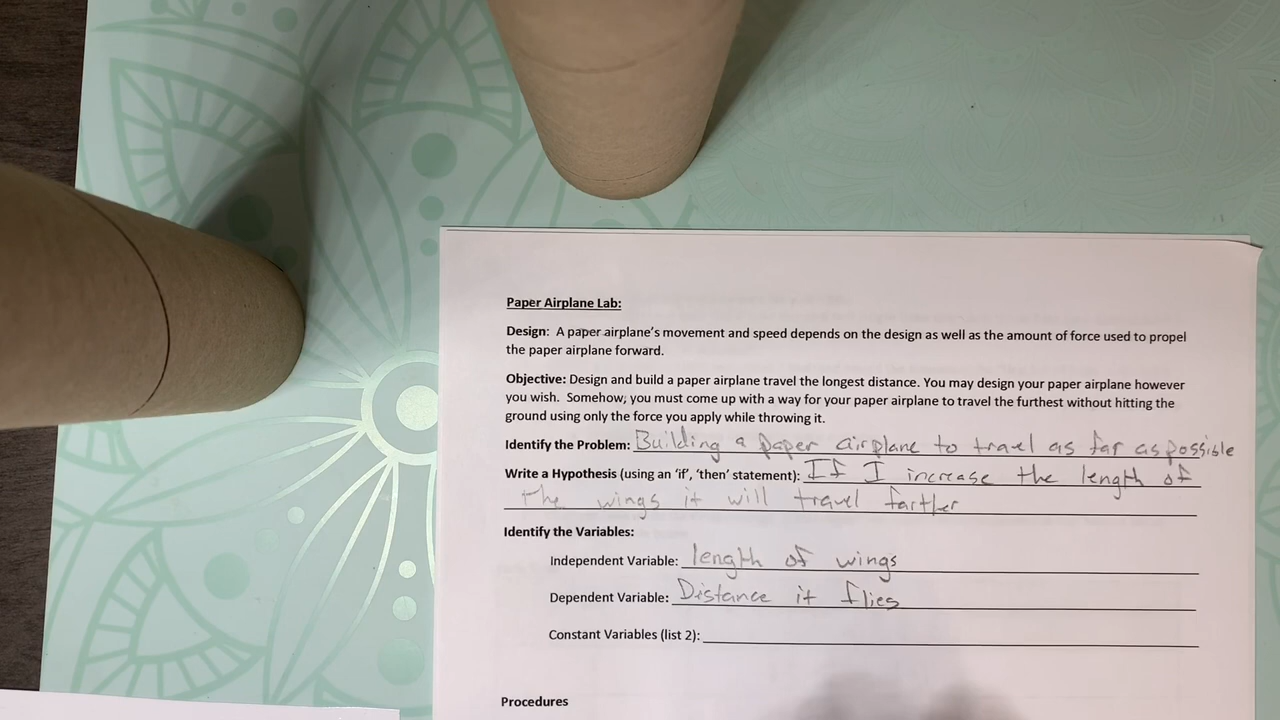 Paper Airplane Lab:
Design: A paper airplane's movement and speed depends on the design as well as the amount of force used to propel
the paper airplane forward.
Objective: Design and build a paper airplane travel the longest distance. You may design your paper airplane however
you wish. Somehow, you must come up with a way for your paper airplane to travel the furthest without hitting the
ground using only the force you apply while throwing it.
Identify the Problem: Building a paper airplane to travel as far as possible
Write a Hypothesis (using an 'if', 'then' statement): If I increase the length of
the wings it will travel farther
Identify the Variables:
Independent Variable: length of wings
Dependent Variable: Distance it flies
Constant Variables (list 2):
Procedures